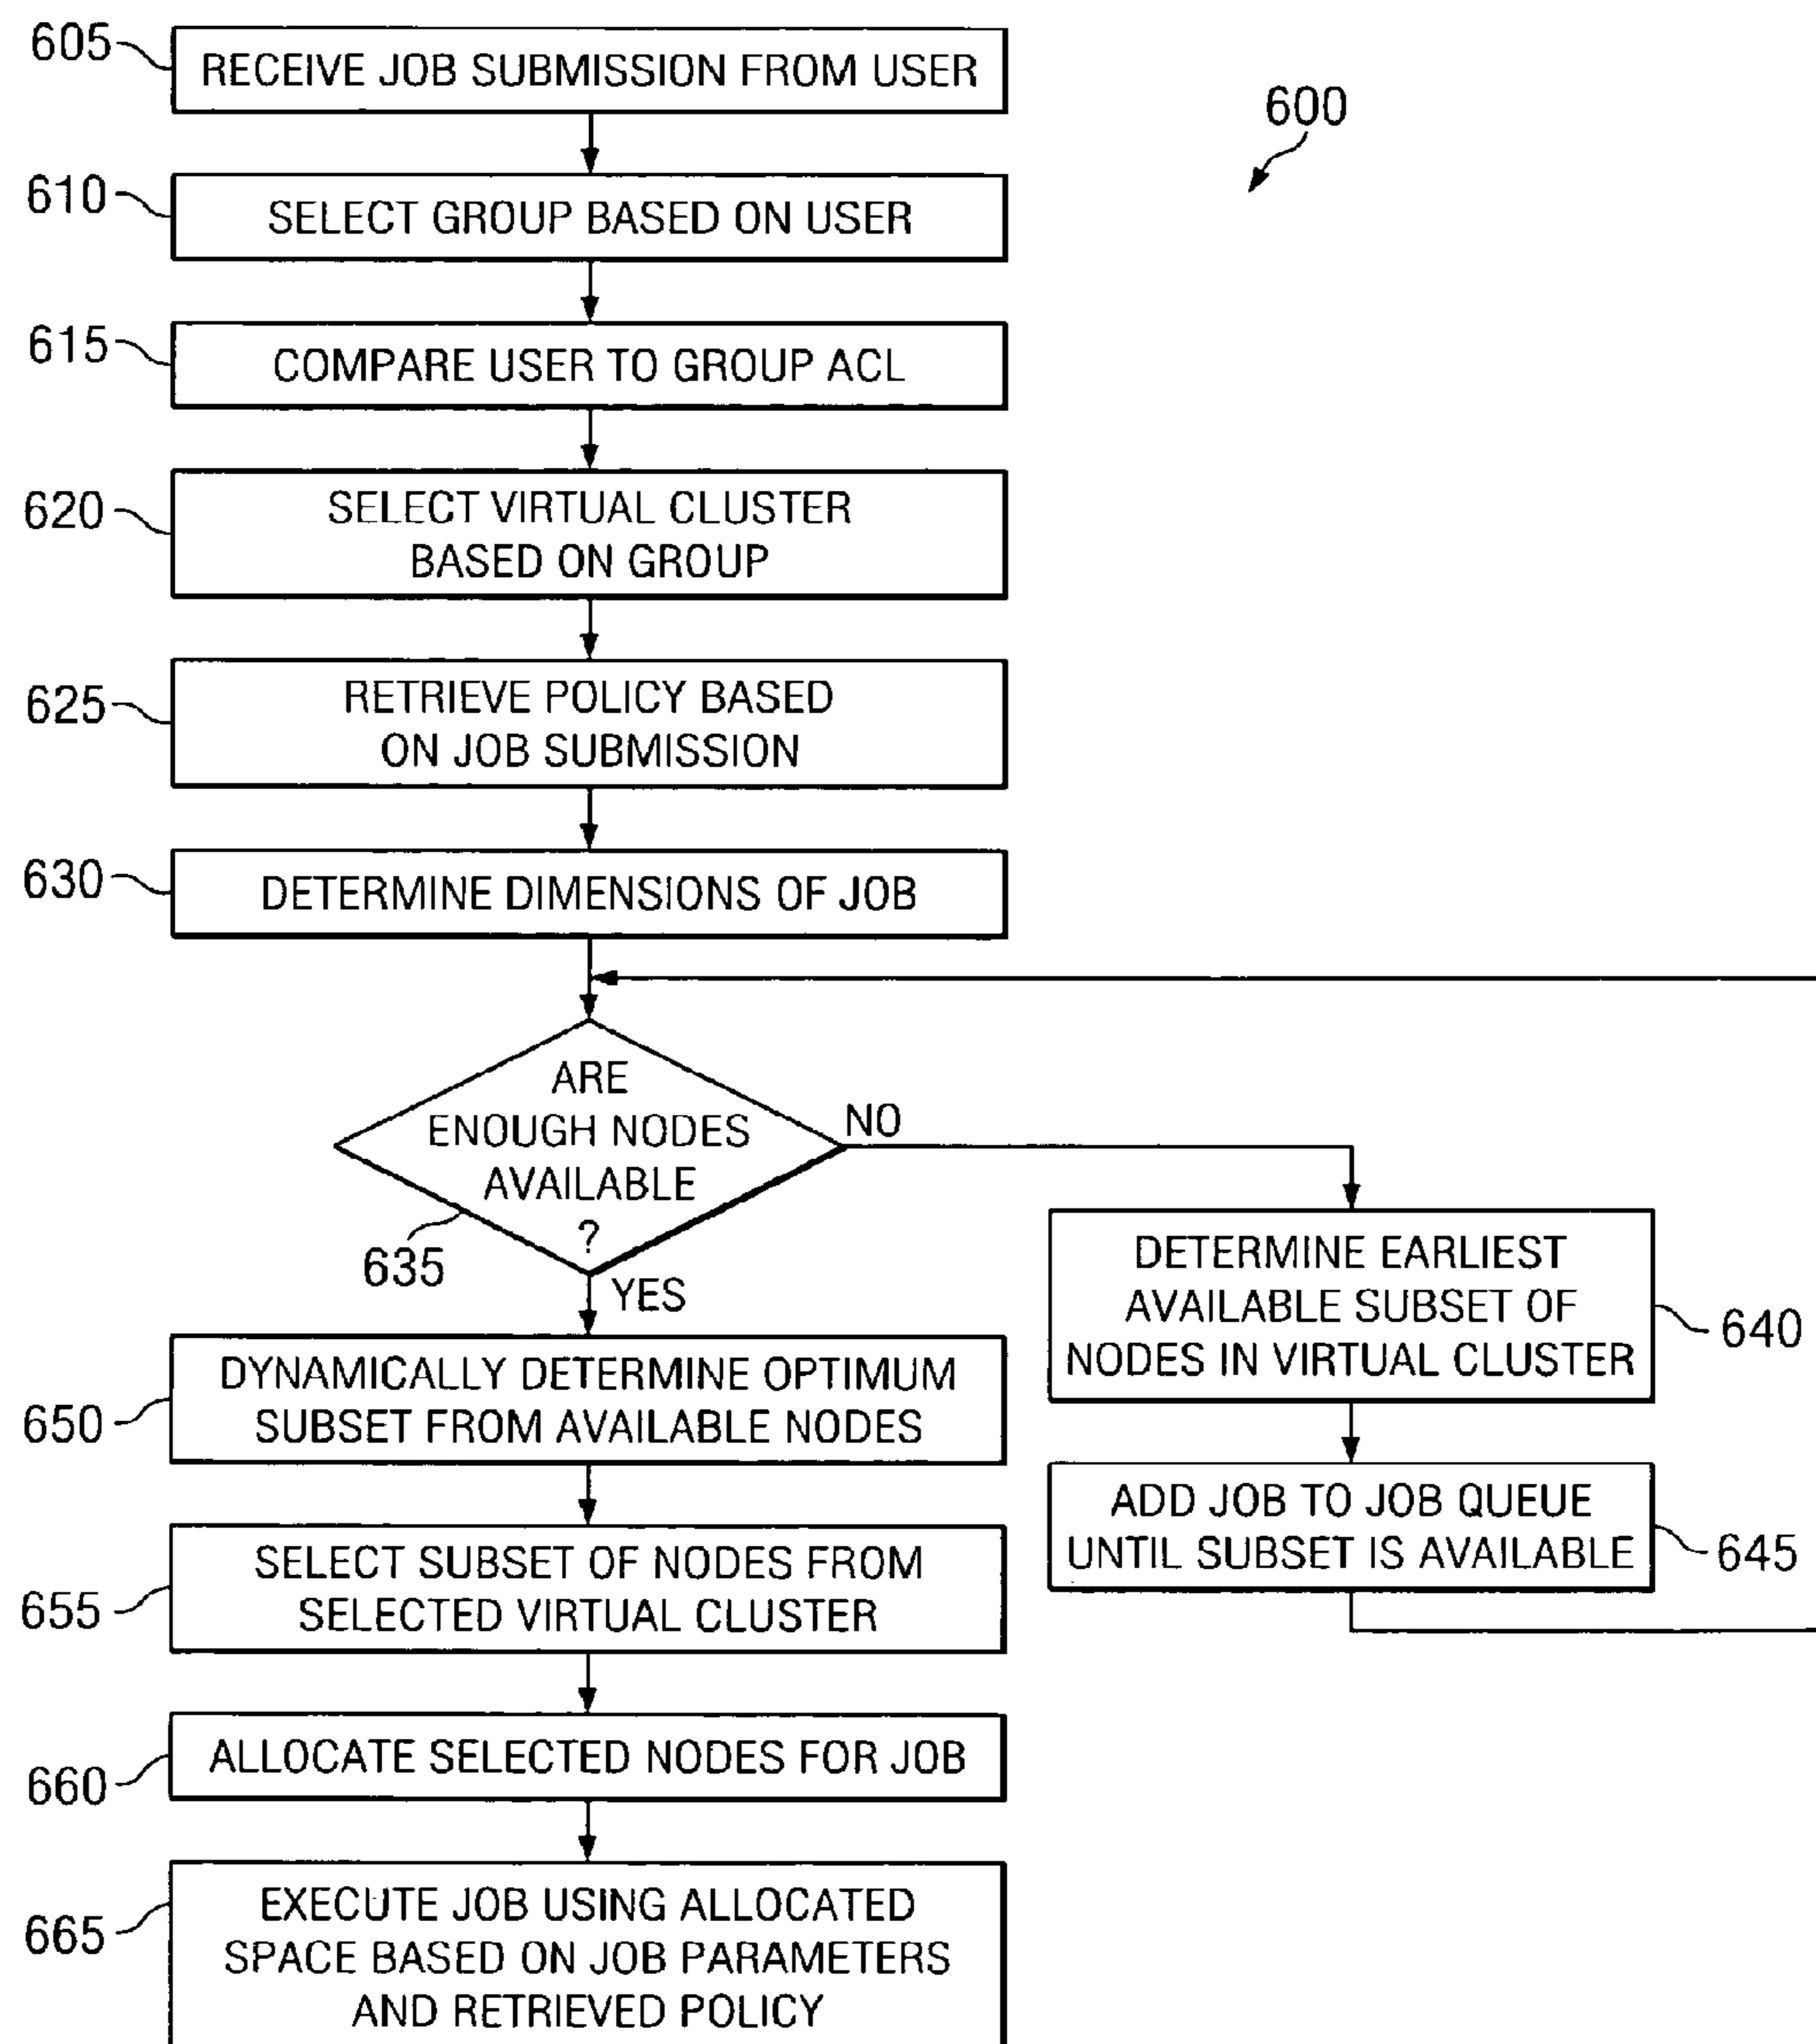 605
RECEIVE JOB SUBMISSION FROM USER
600
610
SELECT GROUP BASED ON USER
615
COMPARE USER TO GROUP ACL
620
SELECT VIRTUAL CLUSTER
BASED ON GROUP
625
RETRIEVE POLICY BASED
ON JOB SUBMISSION
630
DETERMINE DIMENSIONS OF JOB
ARE
ENOUGH NODES
AVAILABLE
?
635
NO
YES
DETERMINE EARLIEST
AVAILABLE SUBSET OF
NODES IN VIRTUAL CLUSTER
640
ADD JOB TO JOB QUEUE
UNTIL SUBSET IS AVAILABLE
645
650
DYNAMICALLY DETERMINE OPTIMUM
SUBSET FROM AVAILABLE NODES
655
SELECT SUBSET OF NODES FROM
SELECTED VIRTUAL CLUSTER
660
ALLOCATE SELECTED NODES FOR JOB
665
EXECUTE JOB USING ALLOCATED
SPACE BASED ON JOB PARAMETERS
AND RETRIEVED POLICY